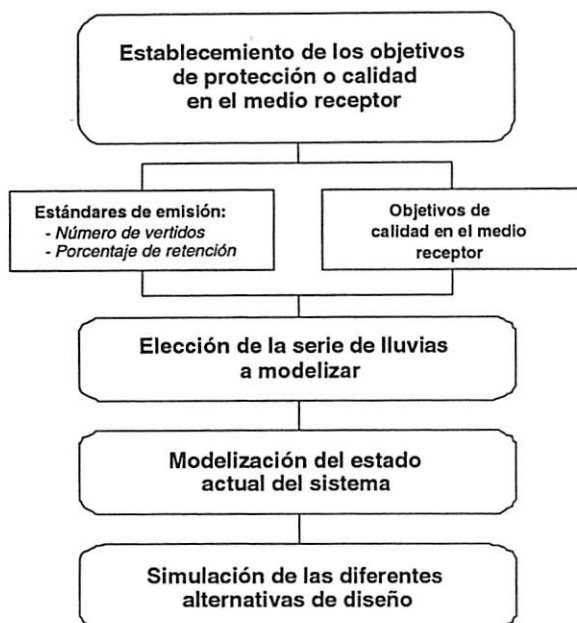 Establecemiento de los objetivos
de protección o calidad
en el medio receptor
Estándares de emisión:
- Número de vertidos
- Porcentaje de retención
Objetivos de
calidad en el medio
receptor
Elección de la serie de lluvias
a modelizar
Modelización del estado
actual del sistema
Simulación de las diferentes
alternativas de diseño